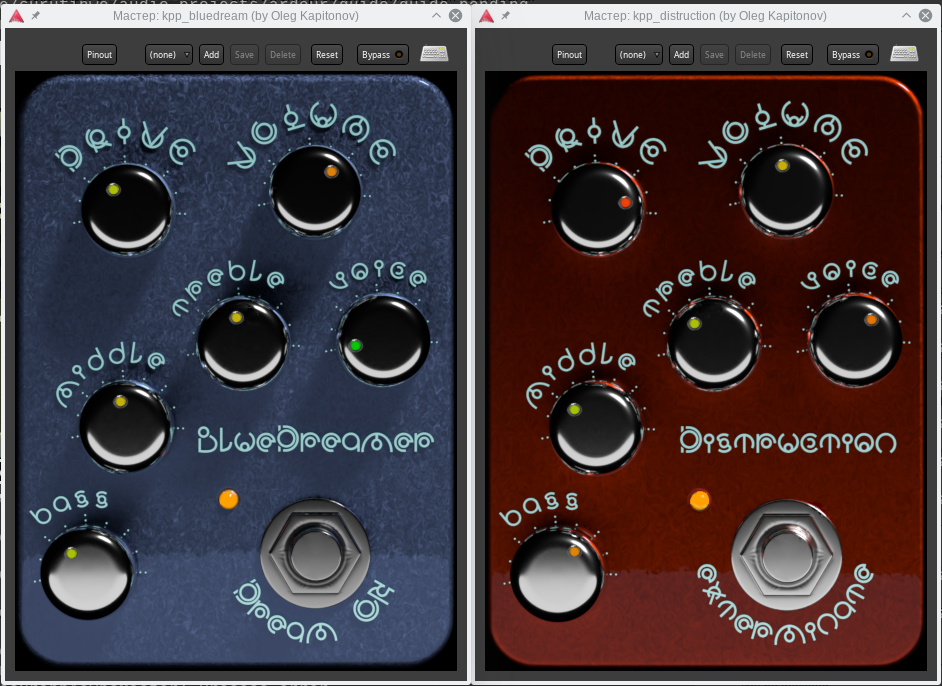 Мастер: kpp_bluedream (by Oleg Kapitonov)
Pinout (none) Add Save Delete Reset Bypass
DRIVE
VOLUME
treble
voice
middle
BlueDreamer
bass
Dream ON
Мастер: kpp_distruction (by Oleg Kapitonov)
Pinout (none) Add Save Delete Reset Bypass
DRIVE
VOLUME
treble
voice
middle
Distruction
bass
exterminate